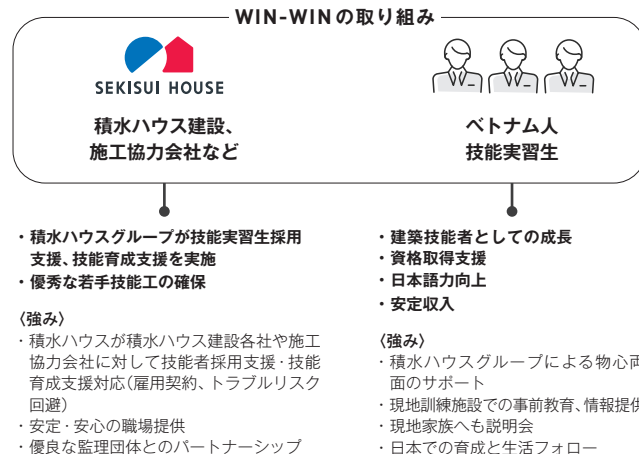 WIN-WINの取り組み
SEKISUI HOUSE
積水ハウス建設、
施工協力会社など
ベトナム人
技能実習生
・積水ハウスグループが技能実習生採用
支援、技能育成支援を実施
・優秀な若手技能工の確保
〈強み〉
・積水ハウスが積水ハウス建設各社や施工
協力会社に対して技能者採用支援・技能
育成支援対応(雇用契約、トラブルリスク
回避)
・安定・安心の職場提供
・優良な監理団体とのパートナーシップ
・建築技能者としての成長
・資格取得支援
・日本語力向上
・安定収入
〈強み〉
・積水ハウスグループによる物心両
面のサポート
・現地訓練施設での事前教育、情報提供
・現地家族へも説明会
・日本での育成と生活フォロー